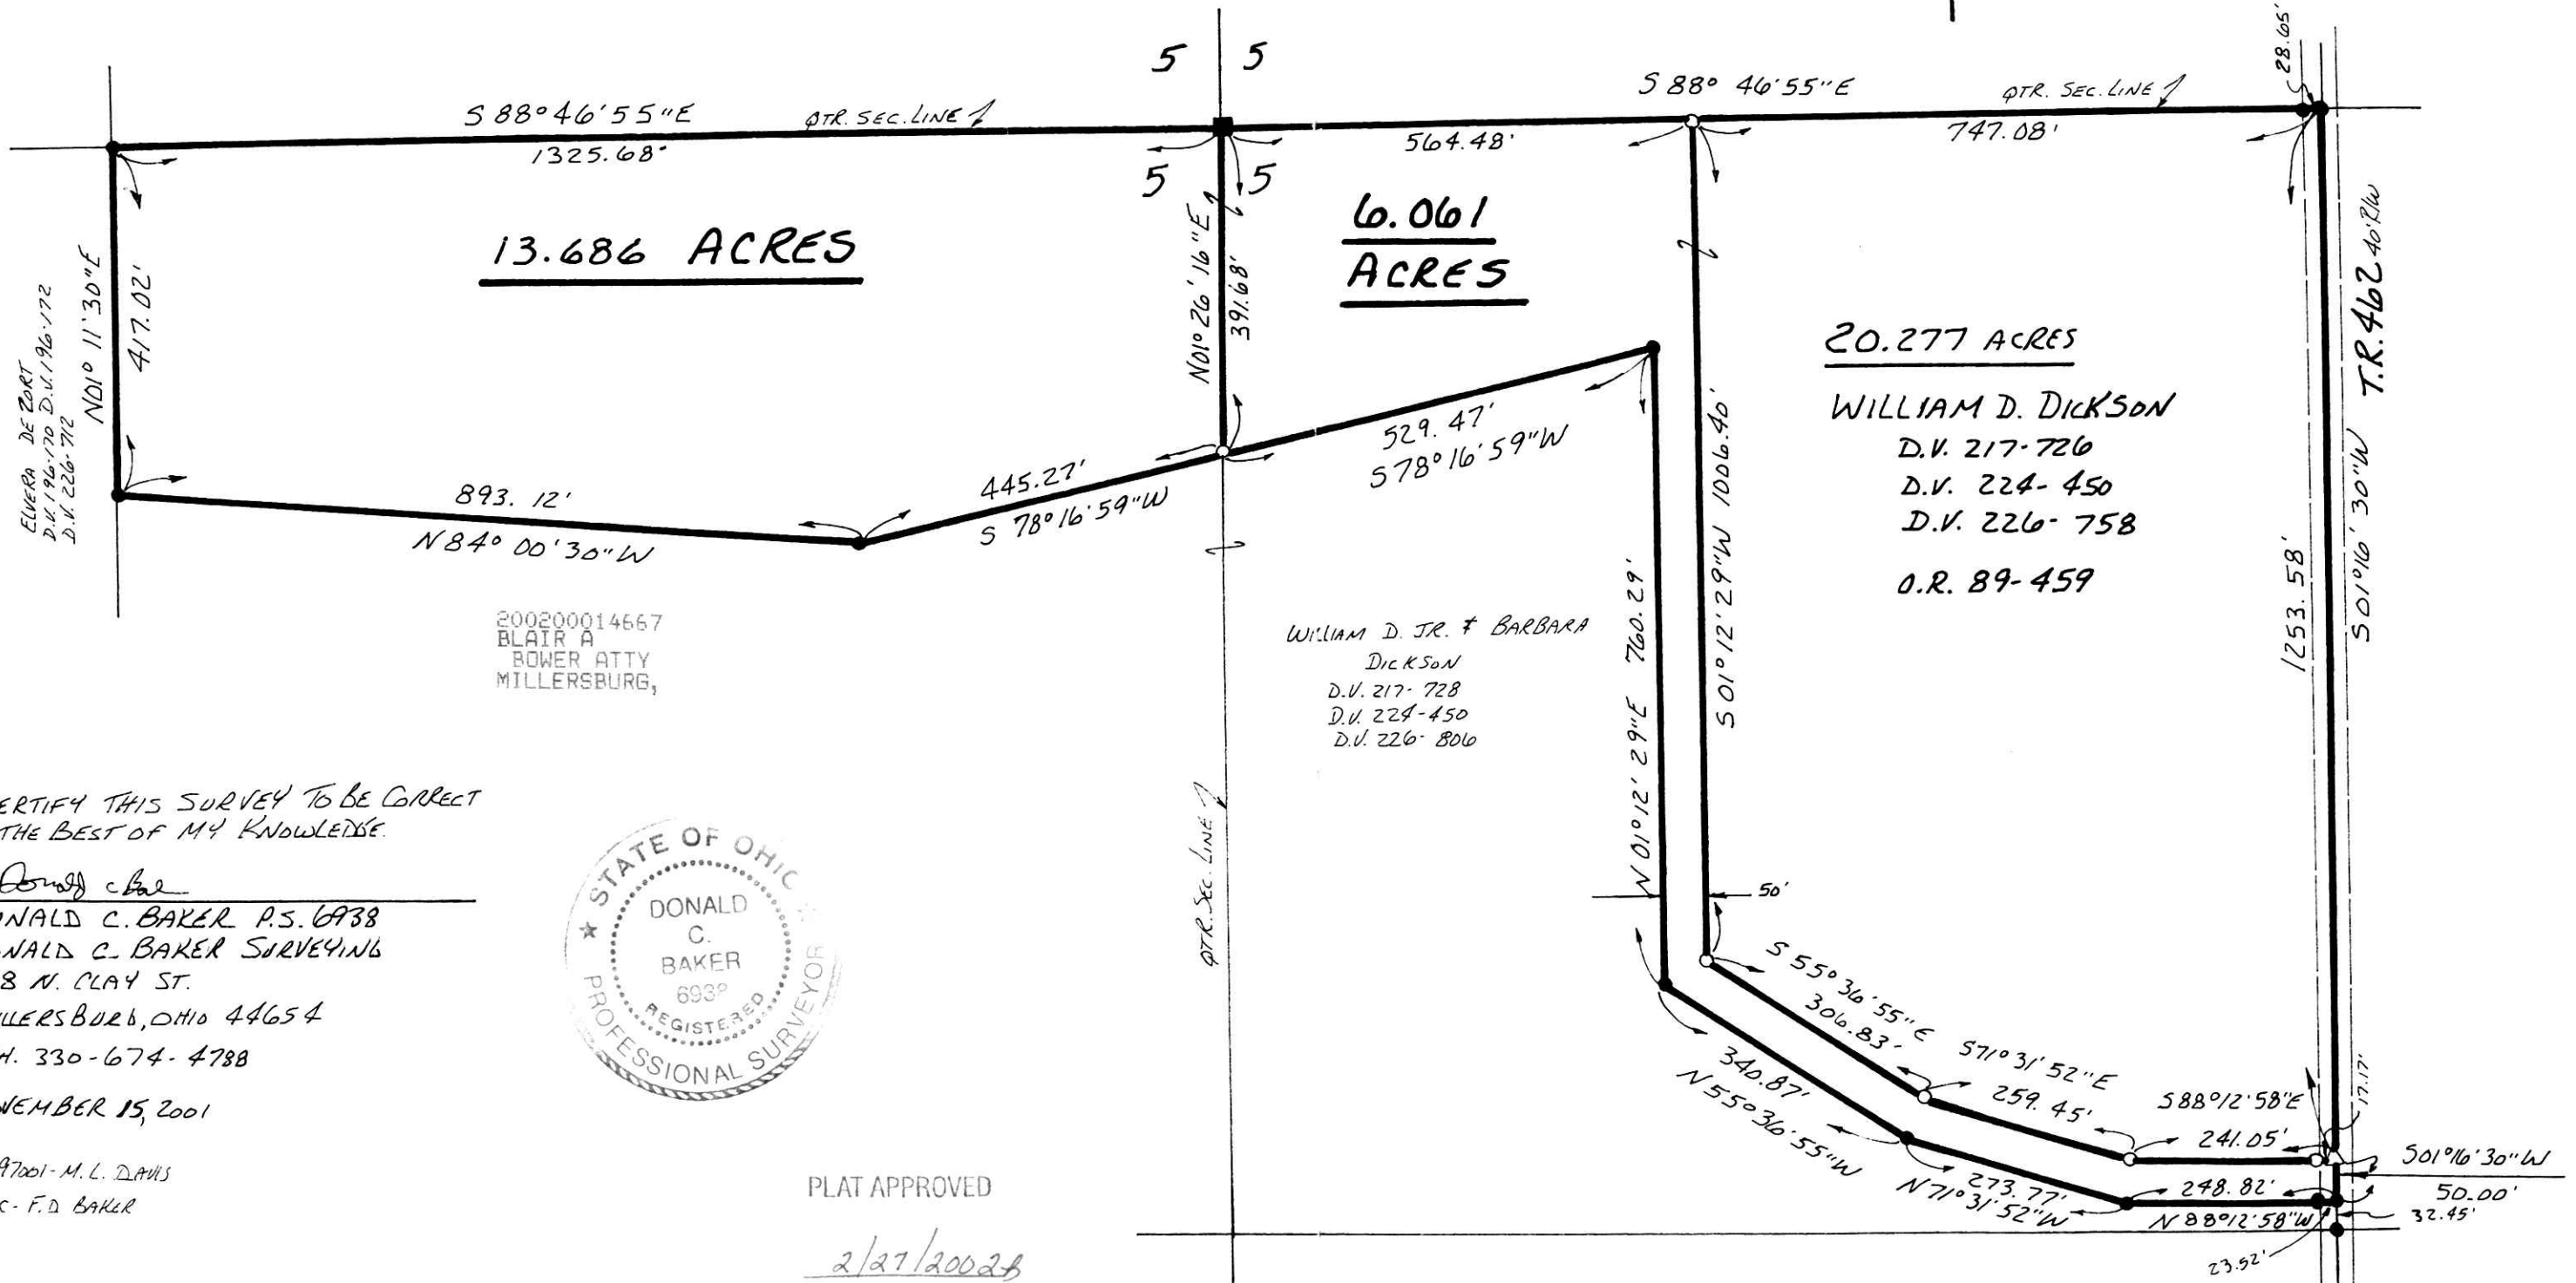 5 5
5 5
S 88° 46' 55" E
QTR. SEC. LINE
1325.68'
564.48'
S 88° 46' 55" E
QTR. SEC. LINE
747.08'
28.65'
N01° 11' 30" E
417.02'
ELVERA DE ZORT
D.V. 196-170 D.V. 196-172
D.V. 226-712
13.686 ACRES
N01° 26' 16" E
391.68'
6.061
ACRES
893.12'
N84° 00' 30" W
445.27'
S 78° 16' 59" W
529.47'
S78° 16' 59" W
20.277 ACRES
WILLIAM D. DICKSON
D.V. 217-726
D.V. 224-450
D.V. 226-758
O.R. 89-459
T.R. 462 40' R/W
S01° 16' 30" W
1253.58'
S 01° 12' 29" W 1006.40'
N 01° 12' 29" E 760.29'
50'
200200014667
BLAIR A
BOWER ATTY
MILLERSBURG,
WILLIAM D. JR. & BARBARA
DICKSON
D.V. 217-728
D.V. 224-450
D.V. 226-806
QTR. SEC. LINE
ERTIFY THIS SURVEY TO BE CORRECT
THE BEST OF MY KNOWLEDGE.
NALD C. BAKER P.S. 6938
NALD C. BAKER SURVEYING
8 N. CLAY ST.
LLERSBURG, OHIO 44654
H. 330-674-4788
VEMBER 15, 2001
97001-M.L. DAVIS
C- F.D BAKER
STATE OF OHIO
DONALD
C.
BAKER
6938
REGISTERED
PROFESSIONAL SURVEYOR
PLAT APPROVED
2/27/2002
S 55° 36' 55" E
306.83'
S71° 31' 52" E
259.45'
S88° 12' 58" E
241.05'
17.17'
340.87'
N 55° 36' 55" W
273.77'
N71° 31' 52" W
248.82'
N 88° 12' 58" W
S01° 16' 30" W
50.00'
32.45'
23.52'